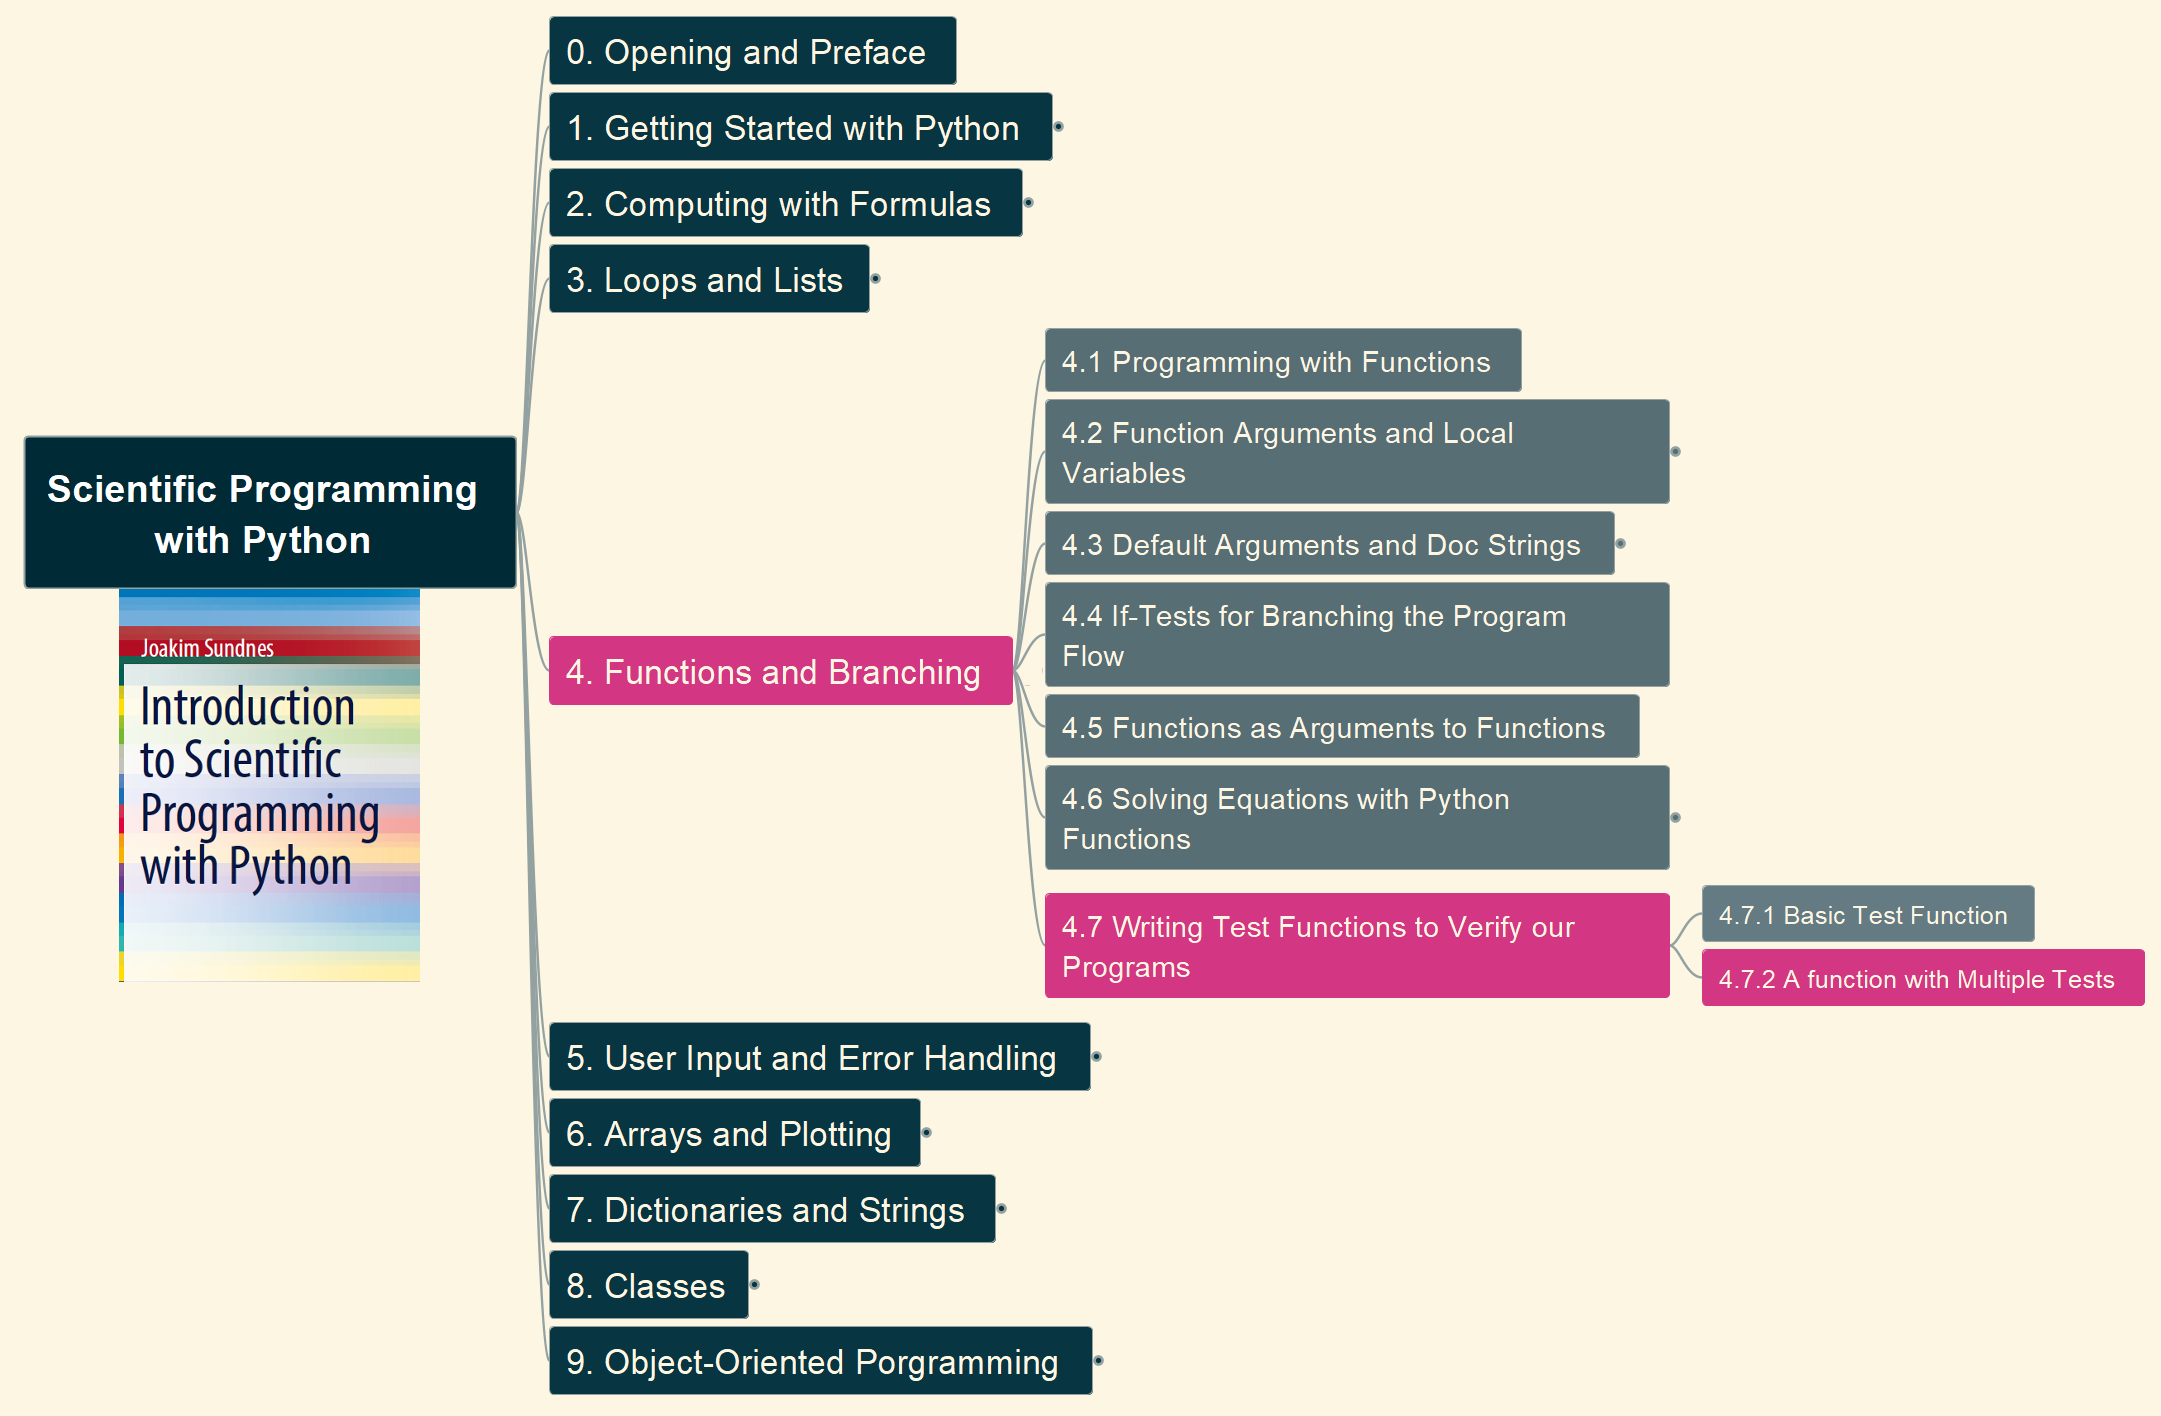 0. Opening and Preface
1. Getting Started with Python
2. Computing with Formulas
3. Loops and Lists
4.1 Programming with Functions
4.2 Function Arguments and Local
Variables
4.3 Default Arguments and Doc Strings
4.4 If-Tests for Branching the Program
Flow
4.5 Functions as Arguments to Functions
4.6 Solving Equations with Python
Functions
4.7 Writing Test Functions to Verify our
Programs
4.7.1 Basic Test Function
4.7.2 A function with Multiple Tests
Scientific Programming
with Python
Joakim Sundnes
Introduction
to Scientific
Programming
with Python
4. Functions and Branching
5. User Input and Error Handling
6. Arrays and Plotting
7. Dictionaries and Strings
8. Classes
9. Object-Oriented Porgramming